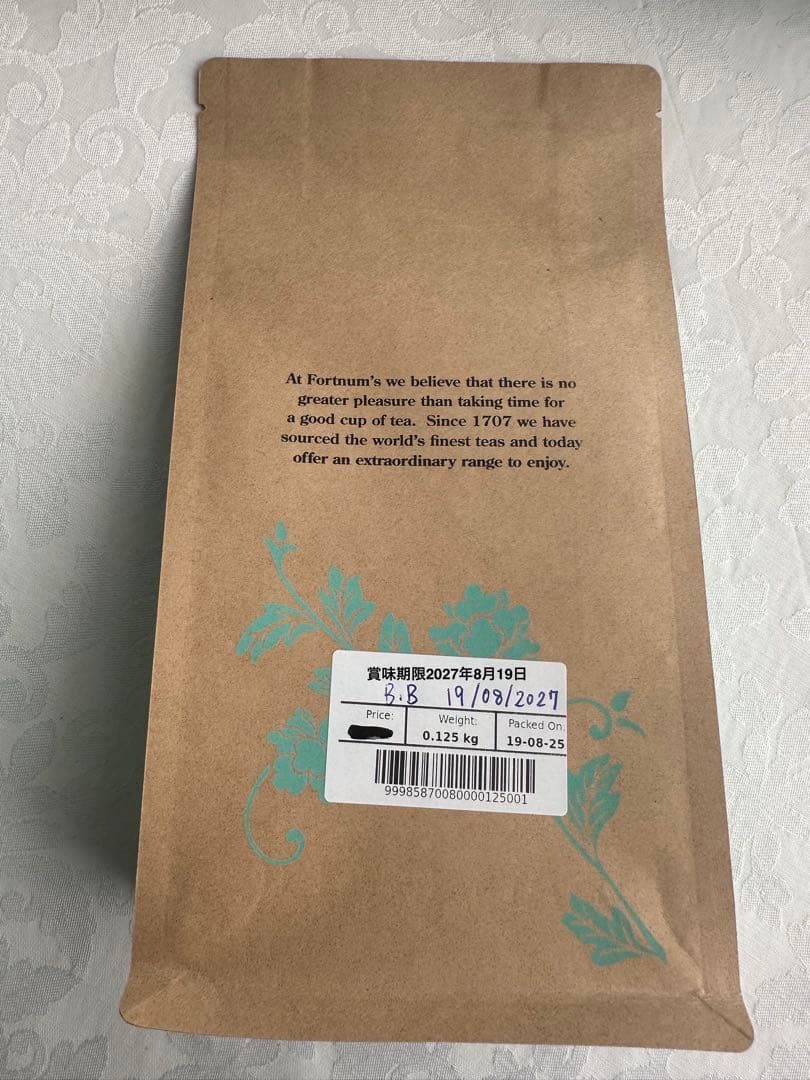 At Fortnum's we believe that there is no
greater pleasure than taking time for
a good cup of tea. Since 1707 we have
sourced the world's finest teas and today
offer an extraordinary range to enjoy.
賞味期限2027年8月19日
B.B 19/08/2027
Price: Weight: Packed On:
0.125 kg 19-08-25
99985870080000125001